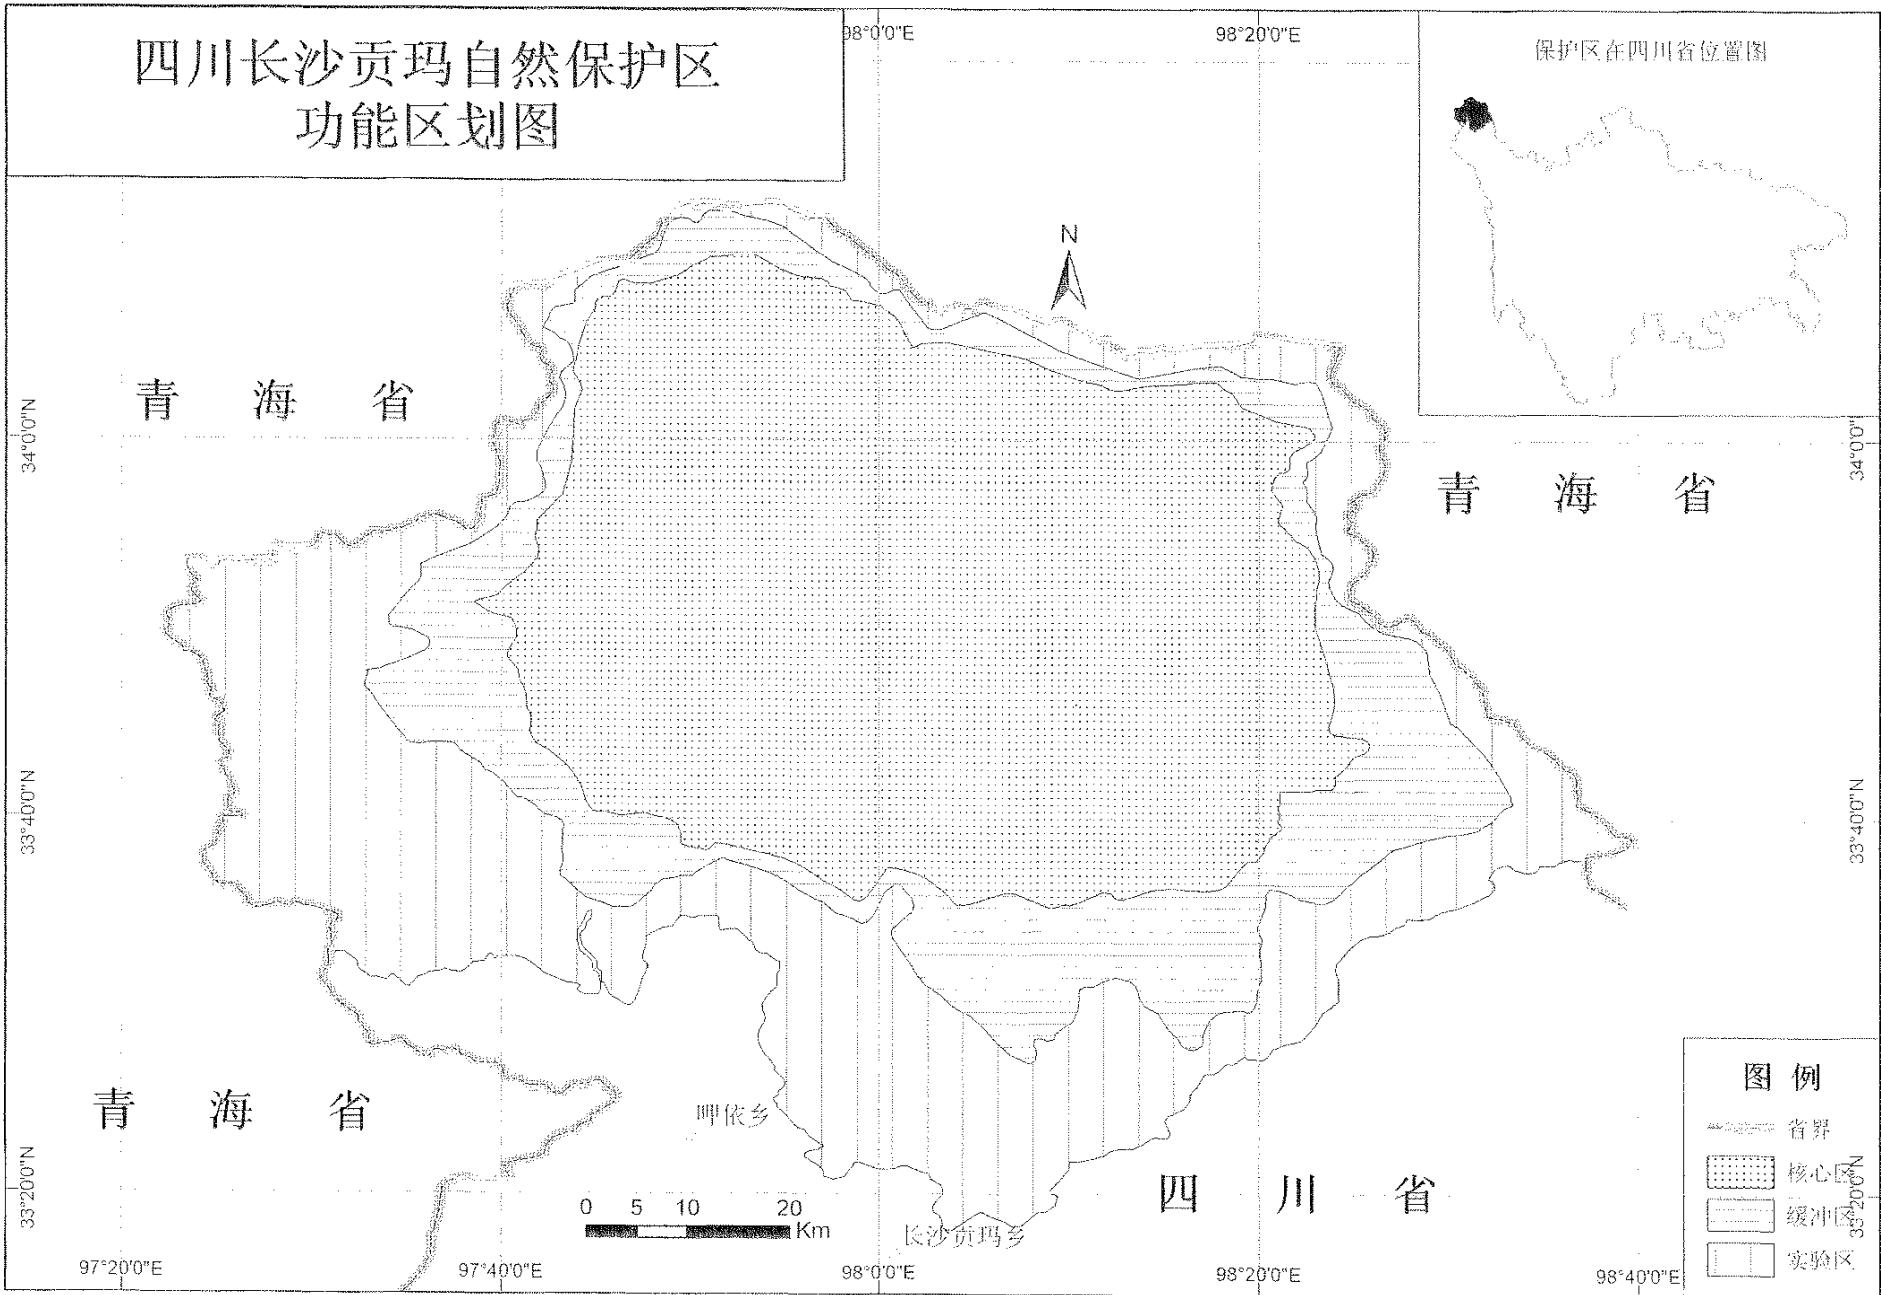 四川长沙贡玛自然保护区
功能区划图
98°0'0"E
98°20'0"E
保护区在四川省位置图
N
青海省
34°0'0"N
青海省
34°0'0"
33°40'0"N
33°40'0"N
青海省
呷依乡
四川省
长沙贡玛乡
0 5 10 20
Km
图例
省界
核心区
缓冲区
实验区
33°20'0"N
33°20'0"N
97°20'0"E
97°40'0"E
98°0'0"E
98°20'0"E
98°40'0"E